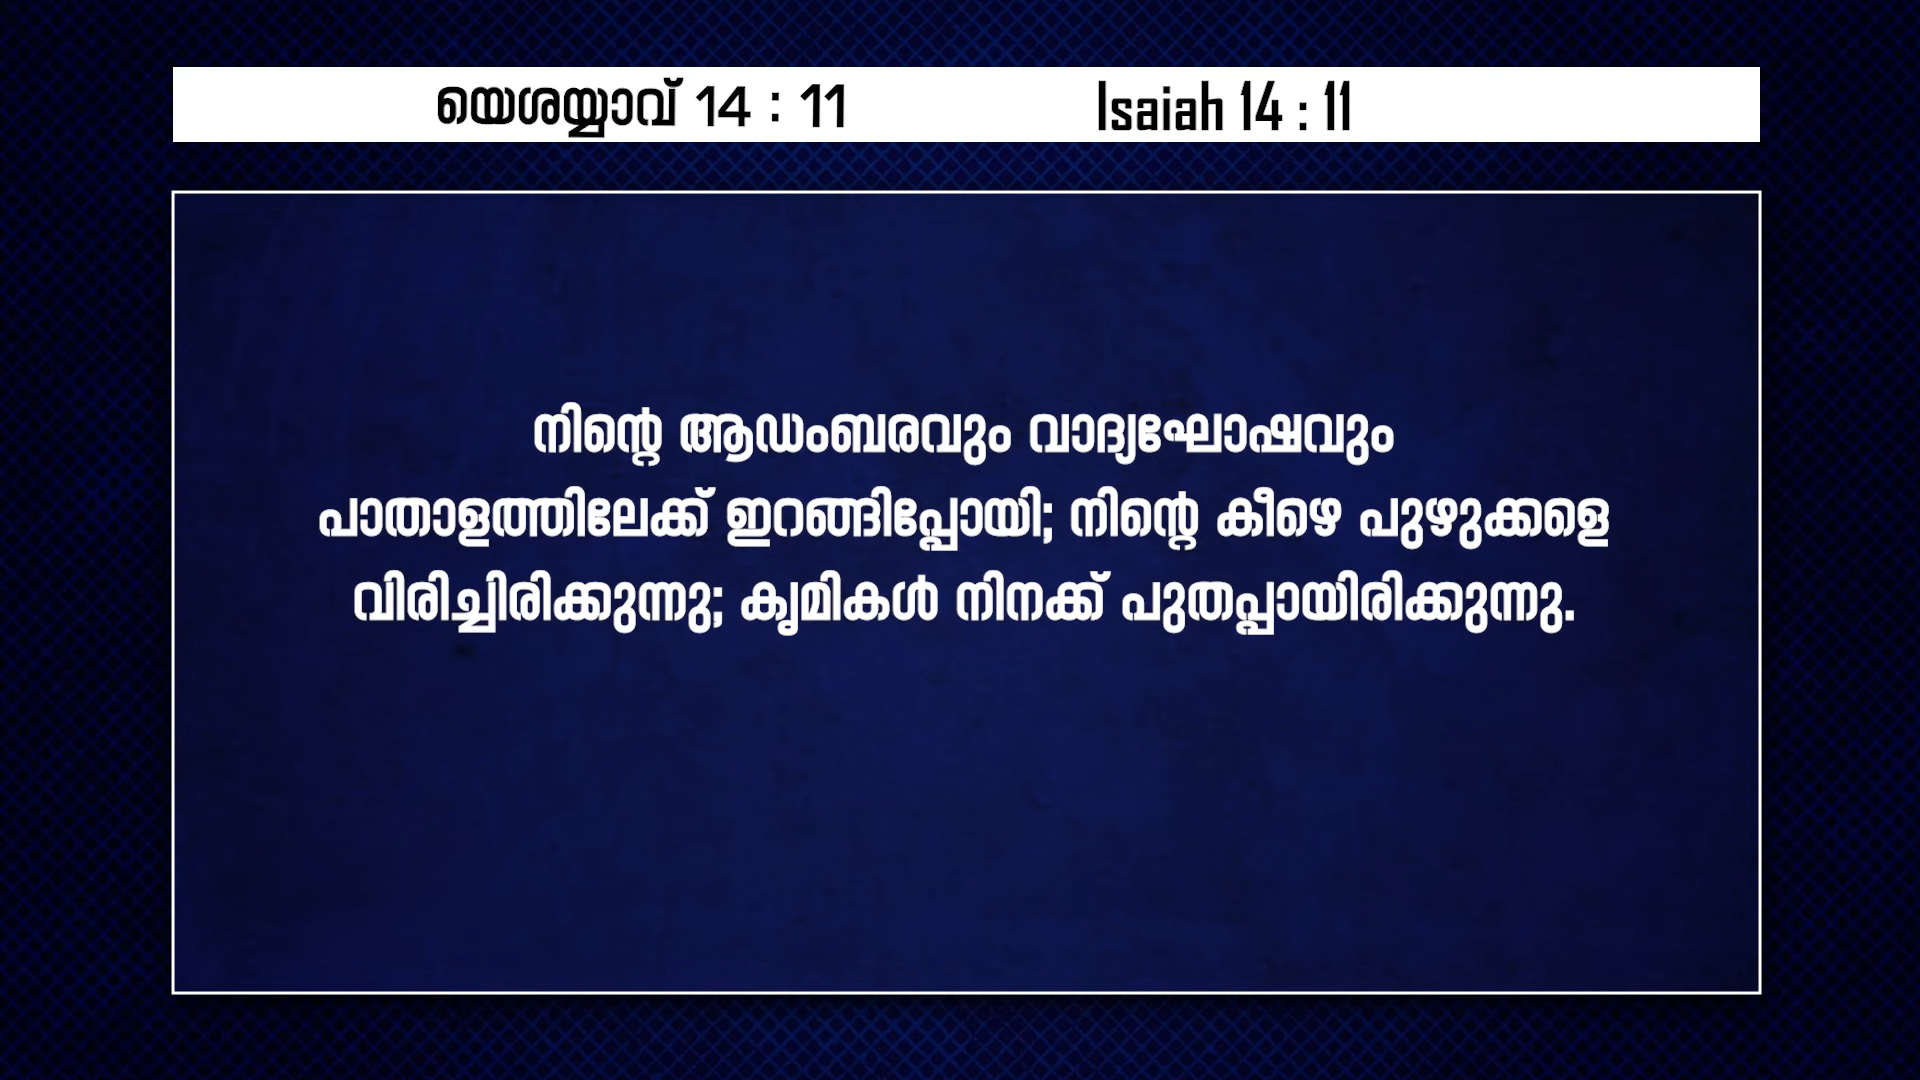 യെശയ്യാവ് 14 : 11 Isaiah 14 : 11
നിന്റെ ആഡംബരവും വാദ്യഘോഷവും
പാതാളത്തിലേക്ക് ഇറങ്ങിപ്പോയി; നിന്റെ കീഴെ പുഴുക്കളെ
വിരിച്ചിരിക്കുന്നു; കൃമികൾ നിനക്ക് പുതപ്പായിരിക്കുന്നു.